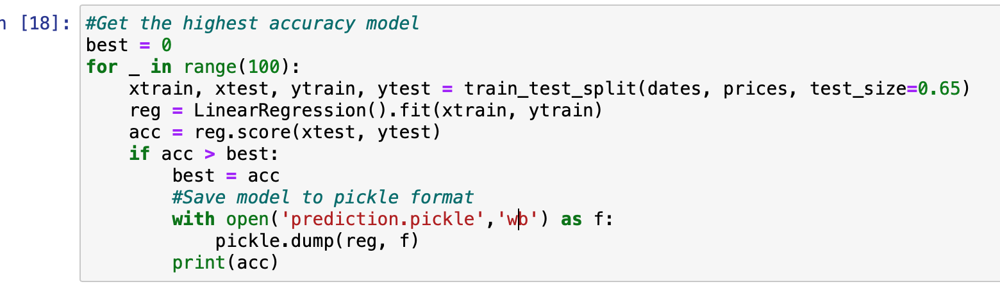 n [18]: #Get the highest accuracy model
best = 0
for _ in range(100):
    xtrain, xtest, ytrain, ytest = train_test_split(dates, prices, test_size=0.65)
    reg = LinearRegression().fit(xtrain, ytrain)
    acc = reg.score(xtest, ytest)
    if acc > best:
        best = acc
        #Save model to pickle format
        with open('prediction.pickle','wb') as f:
            pickle.dump(reg, f)
        print(acc)